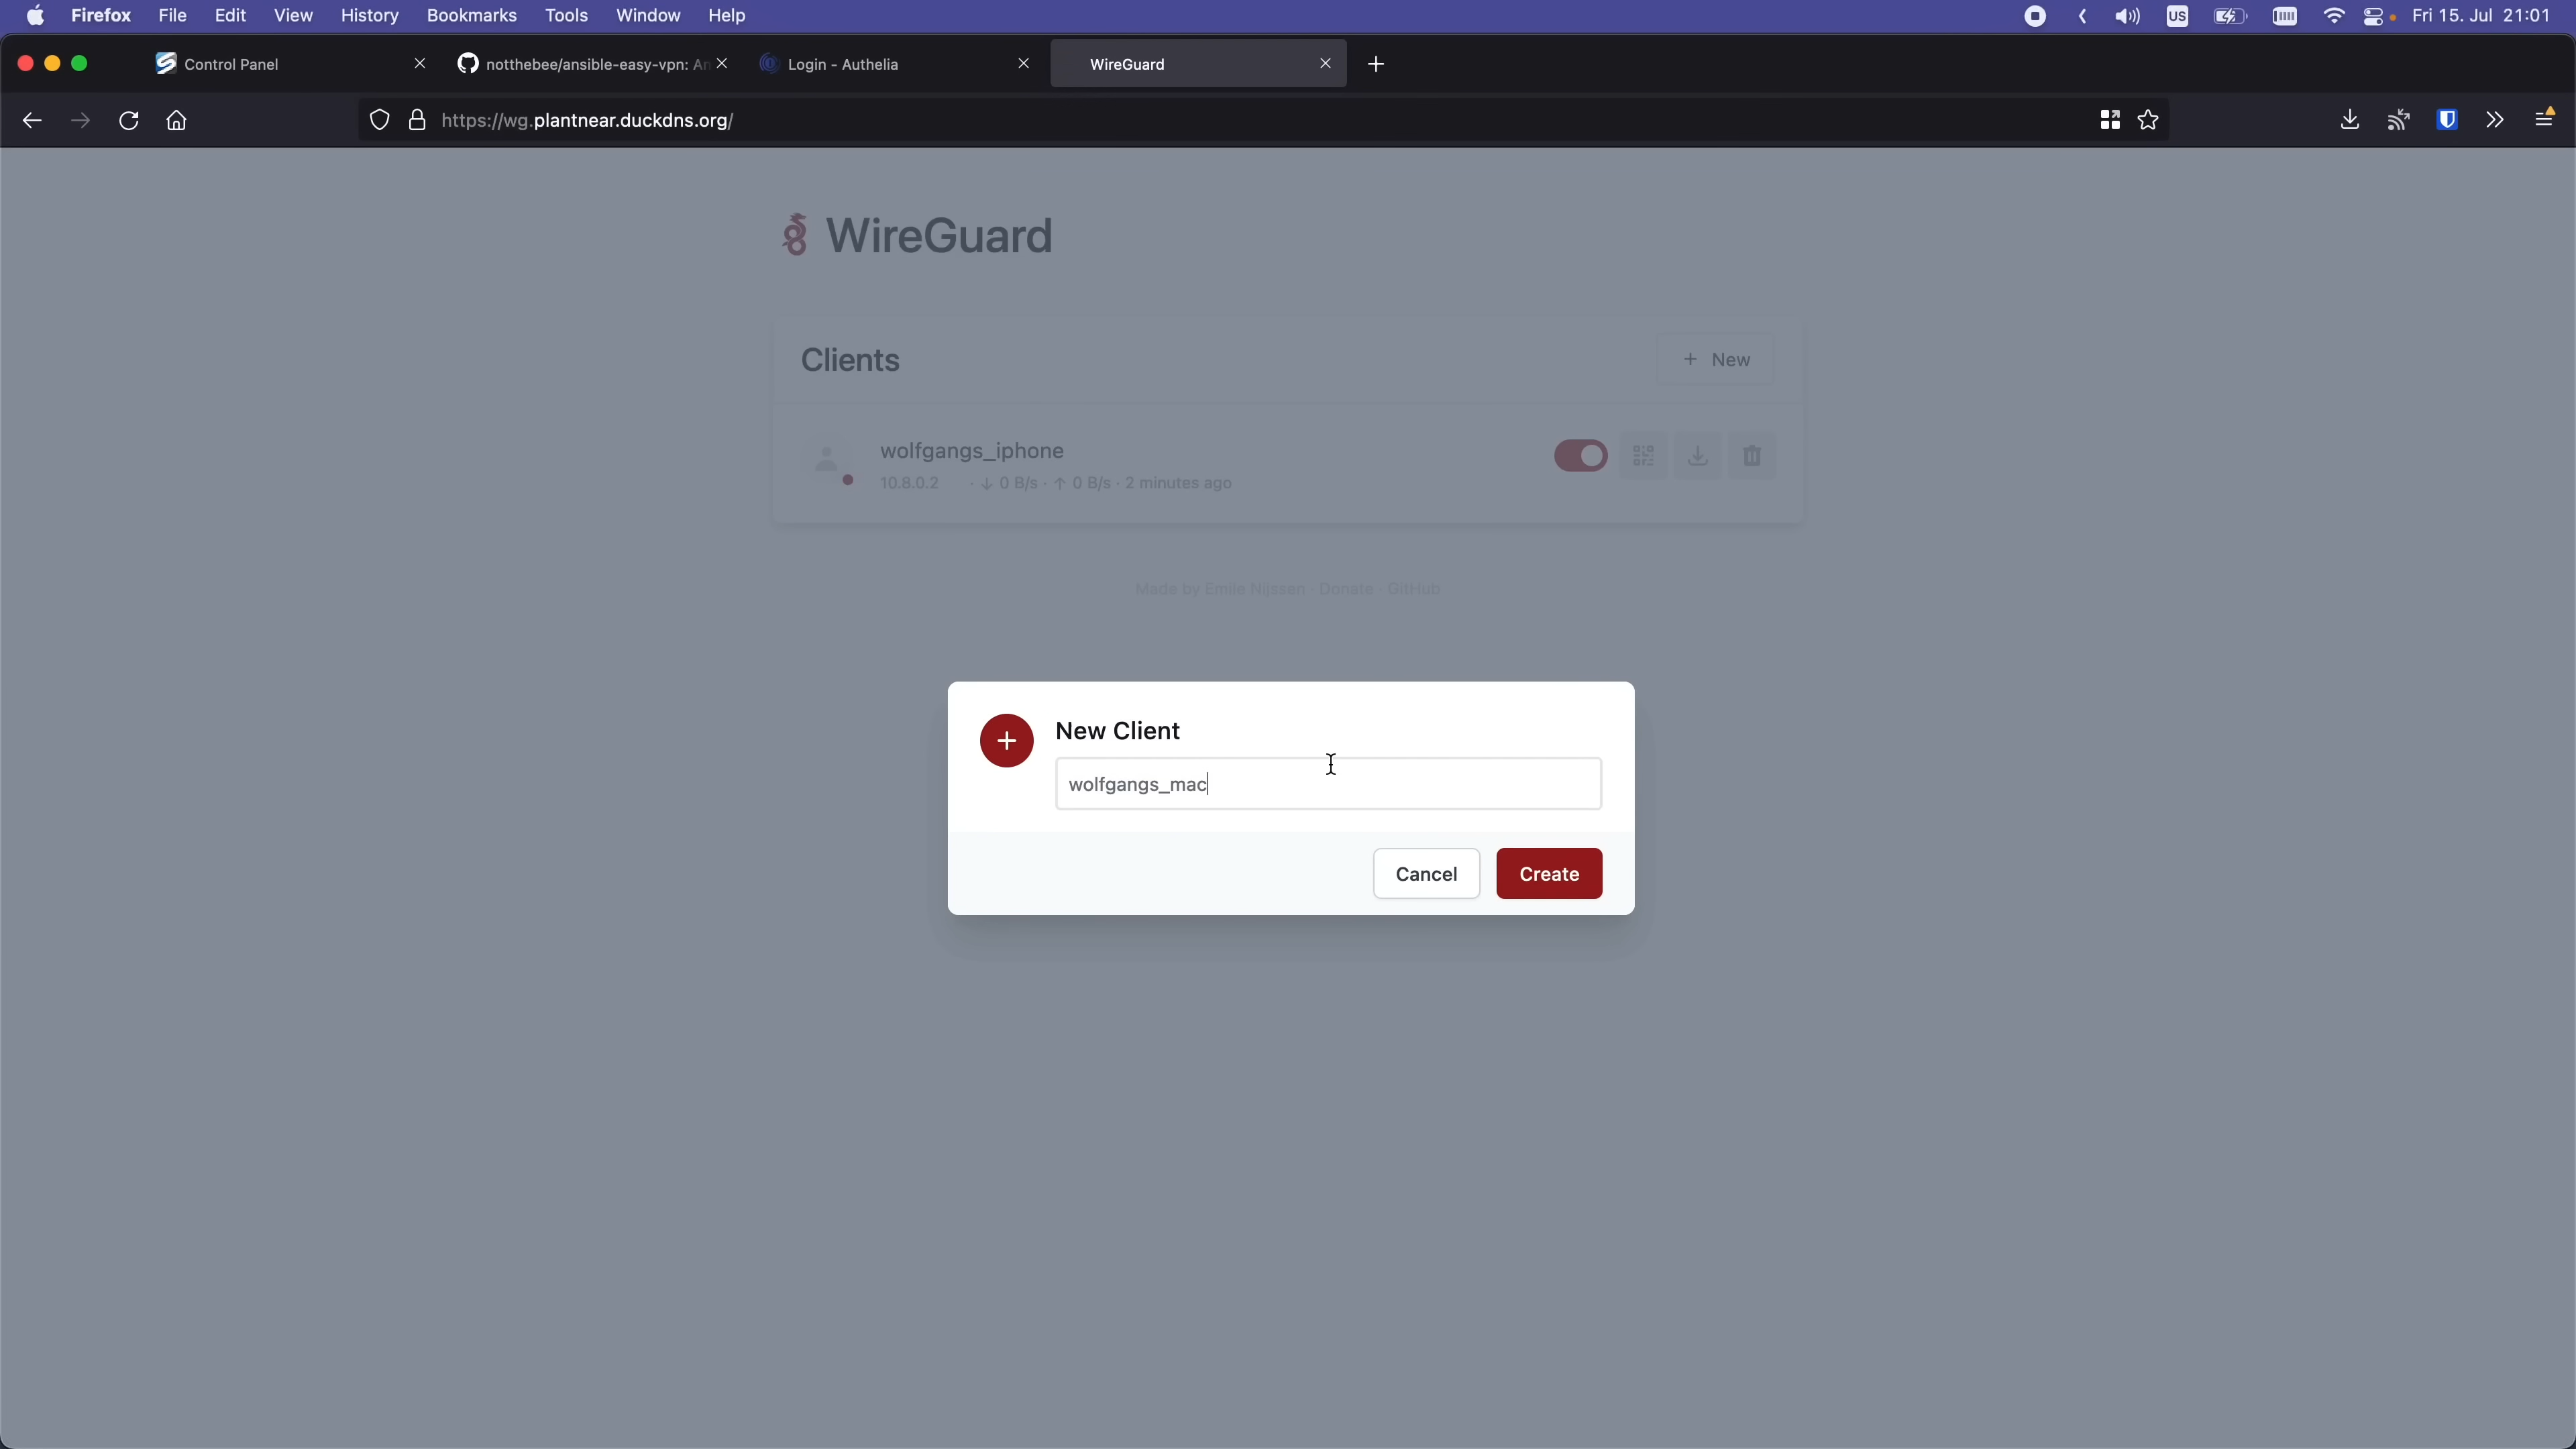 Firefox File Edit View History Bookmarks Tools Window Help US Fri 15. Jul 21:01
Control Panel notthebee/ansible-easy-vpn: An Login - Authelia WireGuard
https://wg.plantnear.duckdns.org/
WireGuard
Clients + New
wolfgangs_iphone
10.8.0.2 · ↓ 0 B/s · ↑ 0 B/s · 2 minutes ago
Made by Emile Nijssen · Donate · GitHub
New Client
wolfgangs_mac
Cancel Create